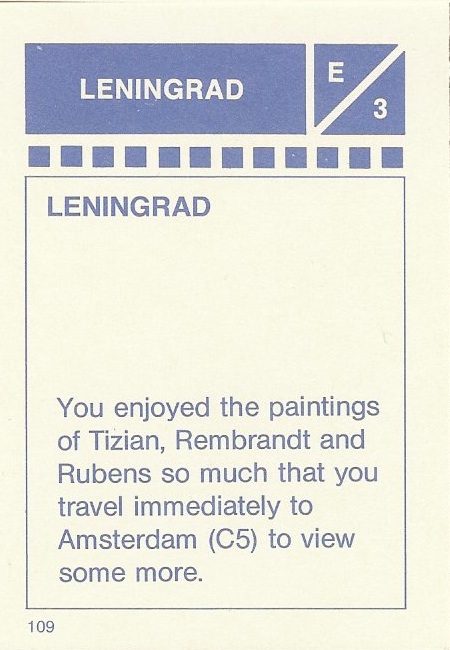 LENINGRAD
E
3
LENINGRAD
You enjoyed the paintings
of Tizian, Rembrandt and
Rubens so much that you
travel immediately to
Amsterdam (C5) to view
some more.
109